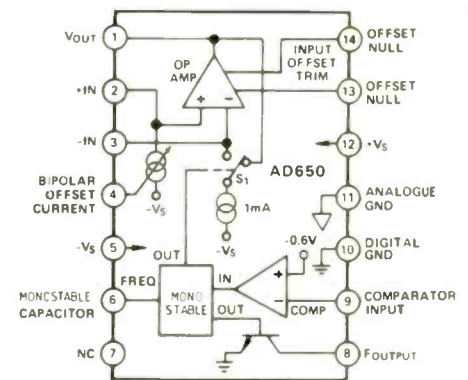 VOUT
1
+IN
2
-IN
3
BIPOLAR
OFFSET
CURRENT
4
-VS
5
MONOSTABLE
CAPACITOR
6
NC
7
OP
AMP
+
-
INPUT
OFFSET
TRIM
S1
AD650
1mA
-VS
-VS
OUT
-0.6V
FREQ
IN
+
-
MONO
STABLE
OUT
COMP
14
OFFSET
NULL
13
OFFSET
NULL
12
+VS
11
ANALOGUE
GND
10
DIGITAL
GND
9
COMPARATOR
INPUT
8
FOUTPUT